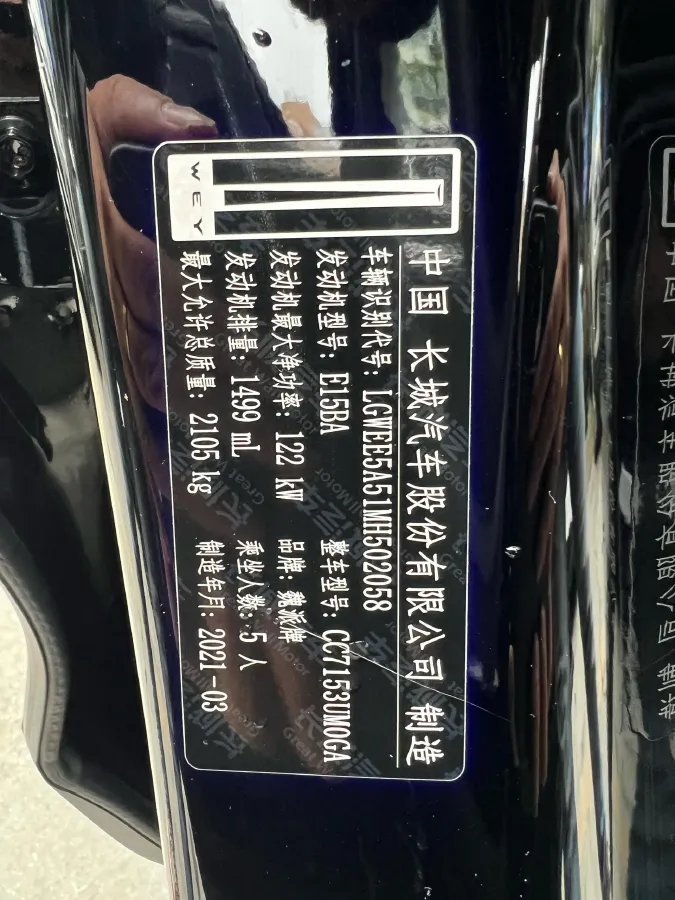 WEY
中国 长城汽车股份有限公司 制造
车辆识别代号: LGWEE5A51MH502058
发动机型号: E15BA 整车型号: CC7153UM0GA
发动机最大净功率: 122 kW 品牌: 魏派牌
发动机排量: 1499 mL 乘坐人数: 5 人
最大允许总质量: 2105 kg 制造年月: 2021-03